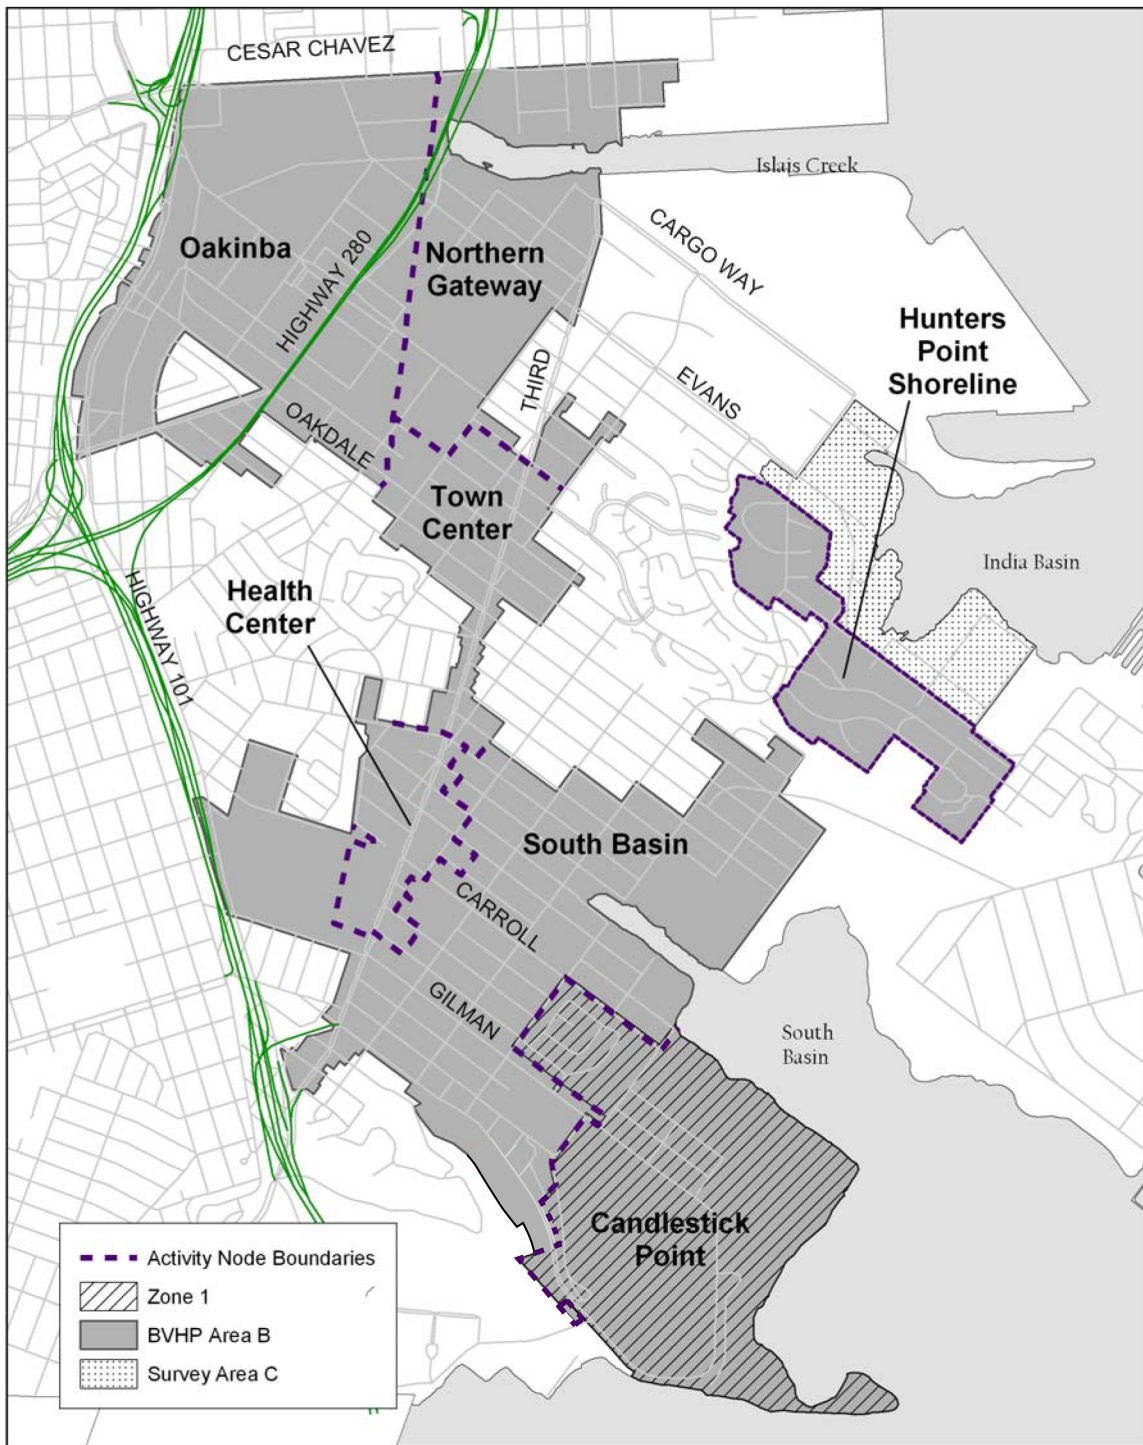 CESAR CHAVEZ
Islais Creek
CARGO WAY
Oakinba
HIGHWAY 280
Northern
Gateway
Hunters
Point
Shoreline
THIRD
EVANS
OAKDALE
Town
Center
India Basin
HIGHWAY 101
Health
Center
South Basin
CARROLL
GILMAN
South
Basin
Candlestick
Point
Activity Node Boundaries
Zone 1
BVHP Area B
Survey Area C